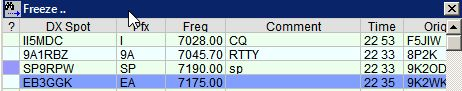 Freeze ..
? DX Spot Pfx Freq Comment Time Orig
II5MDC I 7028.00 CQ 22 53 F5JIW
9A1RBZ 9A 7045.70 RTTY 22 33 8P2K
SP9RPW SP 7190.00 sp 22 33 9K2OD
EB3GGK EA 7175.00 22 35 9K2WK